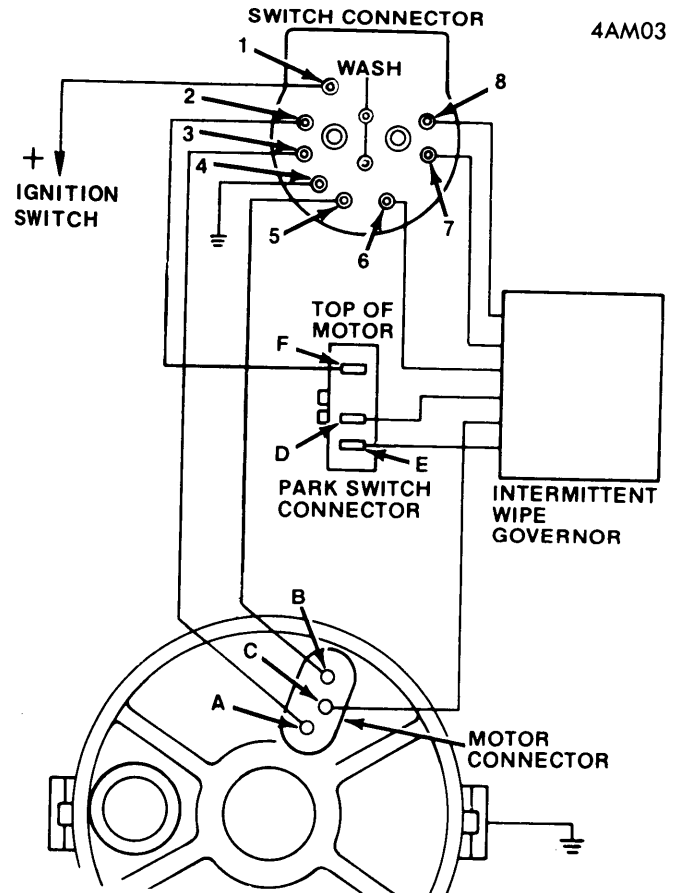 SWITCH CONNECTOR
4AM03
1
WASH
2
8
3
4
+
IGNITION
SWITCH
5
6
7
TOP OF
MOTOR
F
D
E
PARK SWITCH
CONNECTOR
INTERMITTENT
WIPE
GOVERNOR
B
C
A
MOTOR
CONNECTOR